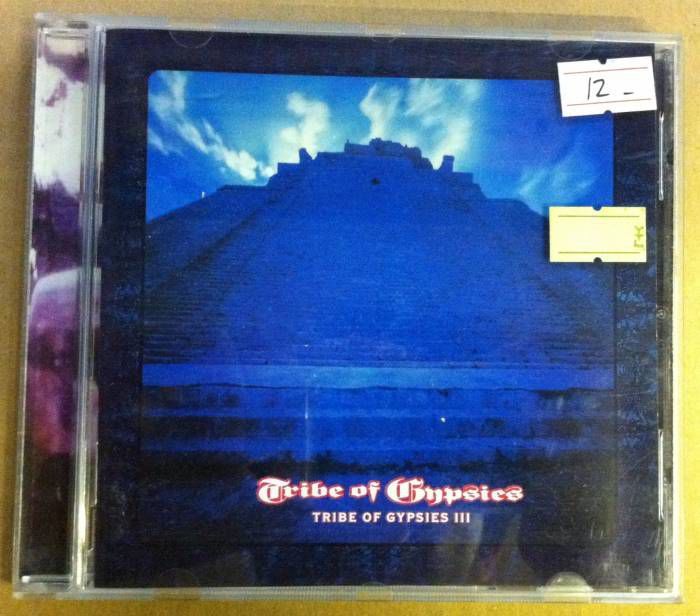 12 -
Tribe of Gypsies
TRIBE OF GYPSIES III